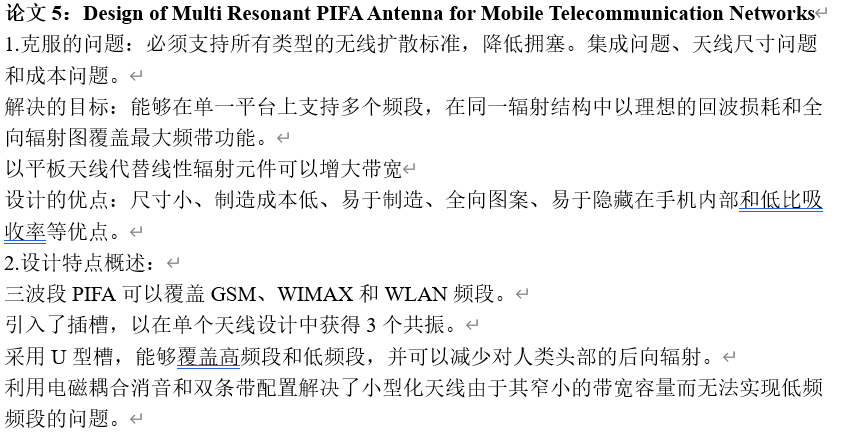 论文 5：Design of Multi Resonant PIFA Antenna for Mobile Telecommunication Networks
1.克服的问题：必须支持所有类型的无线扩散标准，降低拥塞。集成问题、天线尺寸问题
和成本问题。
解决的目标：能够在单一平台上支持多个频段，在同一辐射结构中以理想的回波损耗和全
向辐射图覆盖最大频带功能。
以平板天线代替线性辐射元件可以增大带宽
设计的优点：尺寸小、制造成本低、易于制造、全向图案、易于隐藏在手机内部和低比吸
收率等优点。
2.设计特点概述：
三波段 PIFA 可以覆盖 GSM、WIMAX 和 WLAN 频段。
引入了插槽，以在单个天线设计中获得 3 个共振。
采用 U 型槽，能够覆盖高频段和低频段，并可以减少对人类头部的后向辐射。
利用电磁耦合消音和双条带配置解决了小型化天线由于其窄小的带宽容量而无法实现低频
频段的问题。